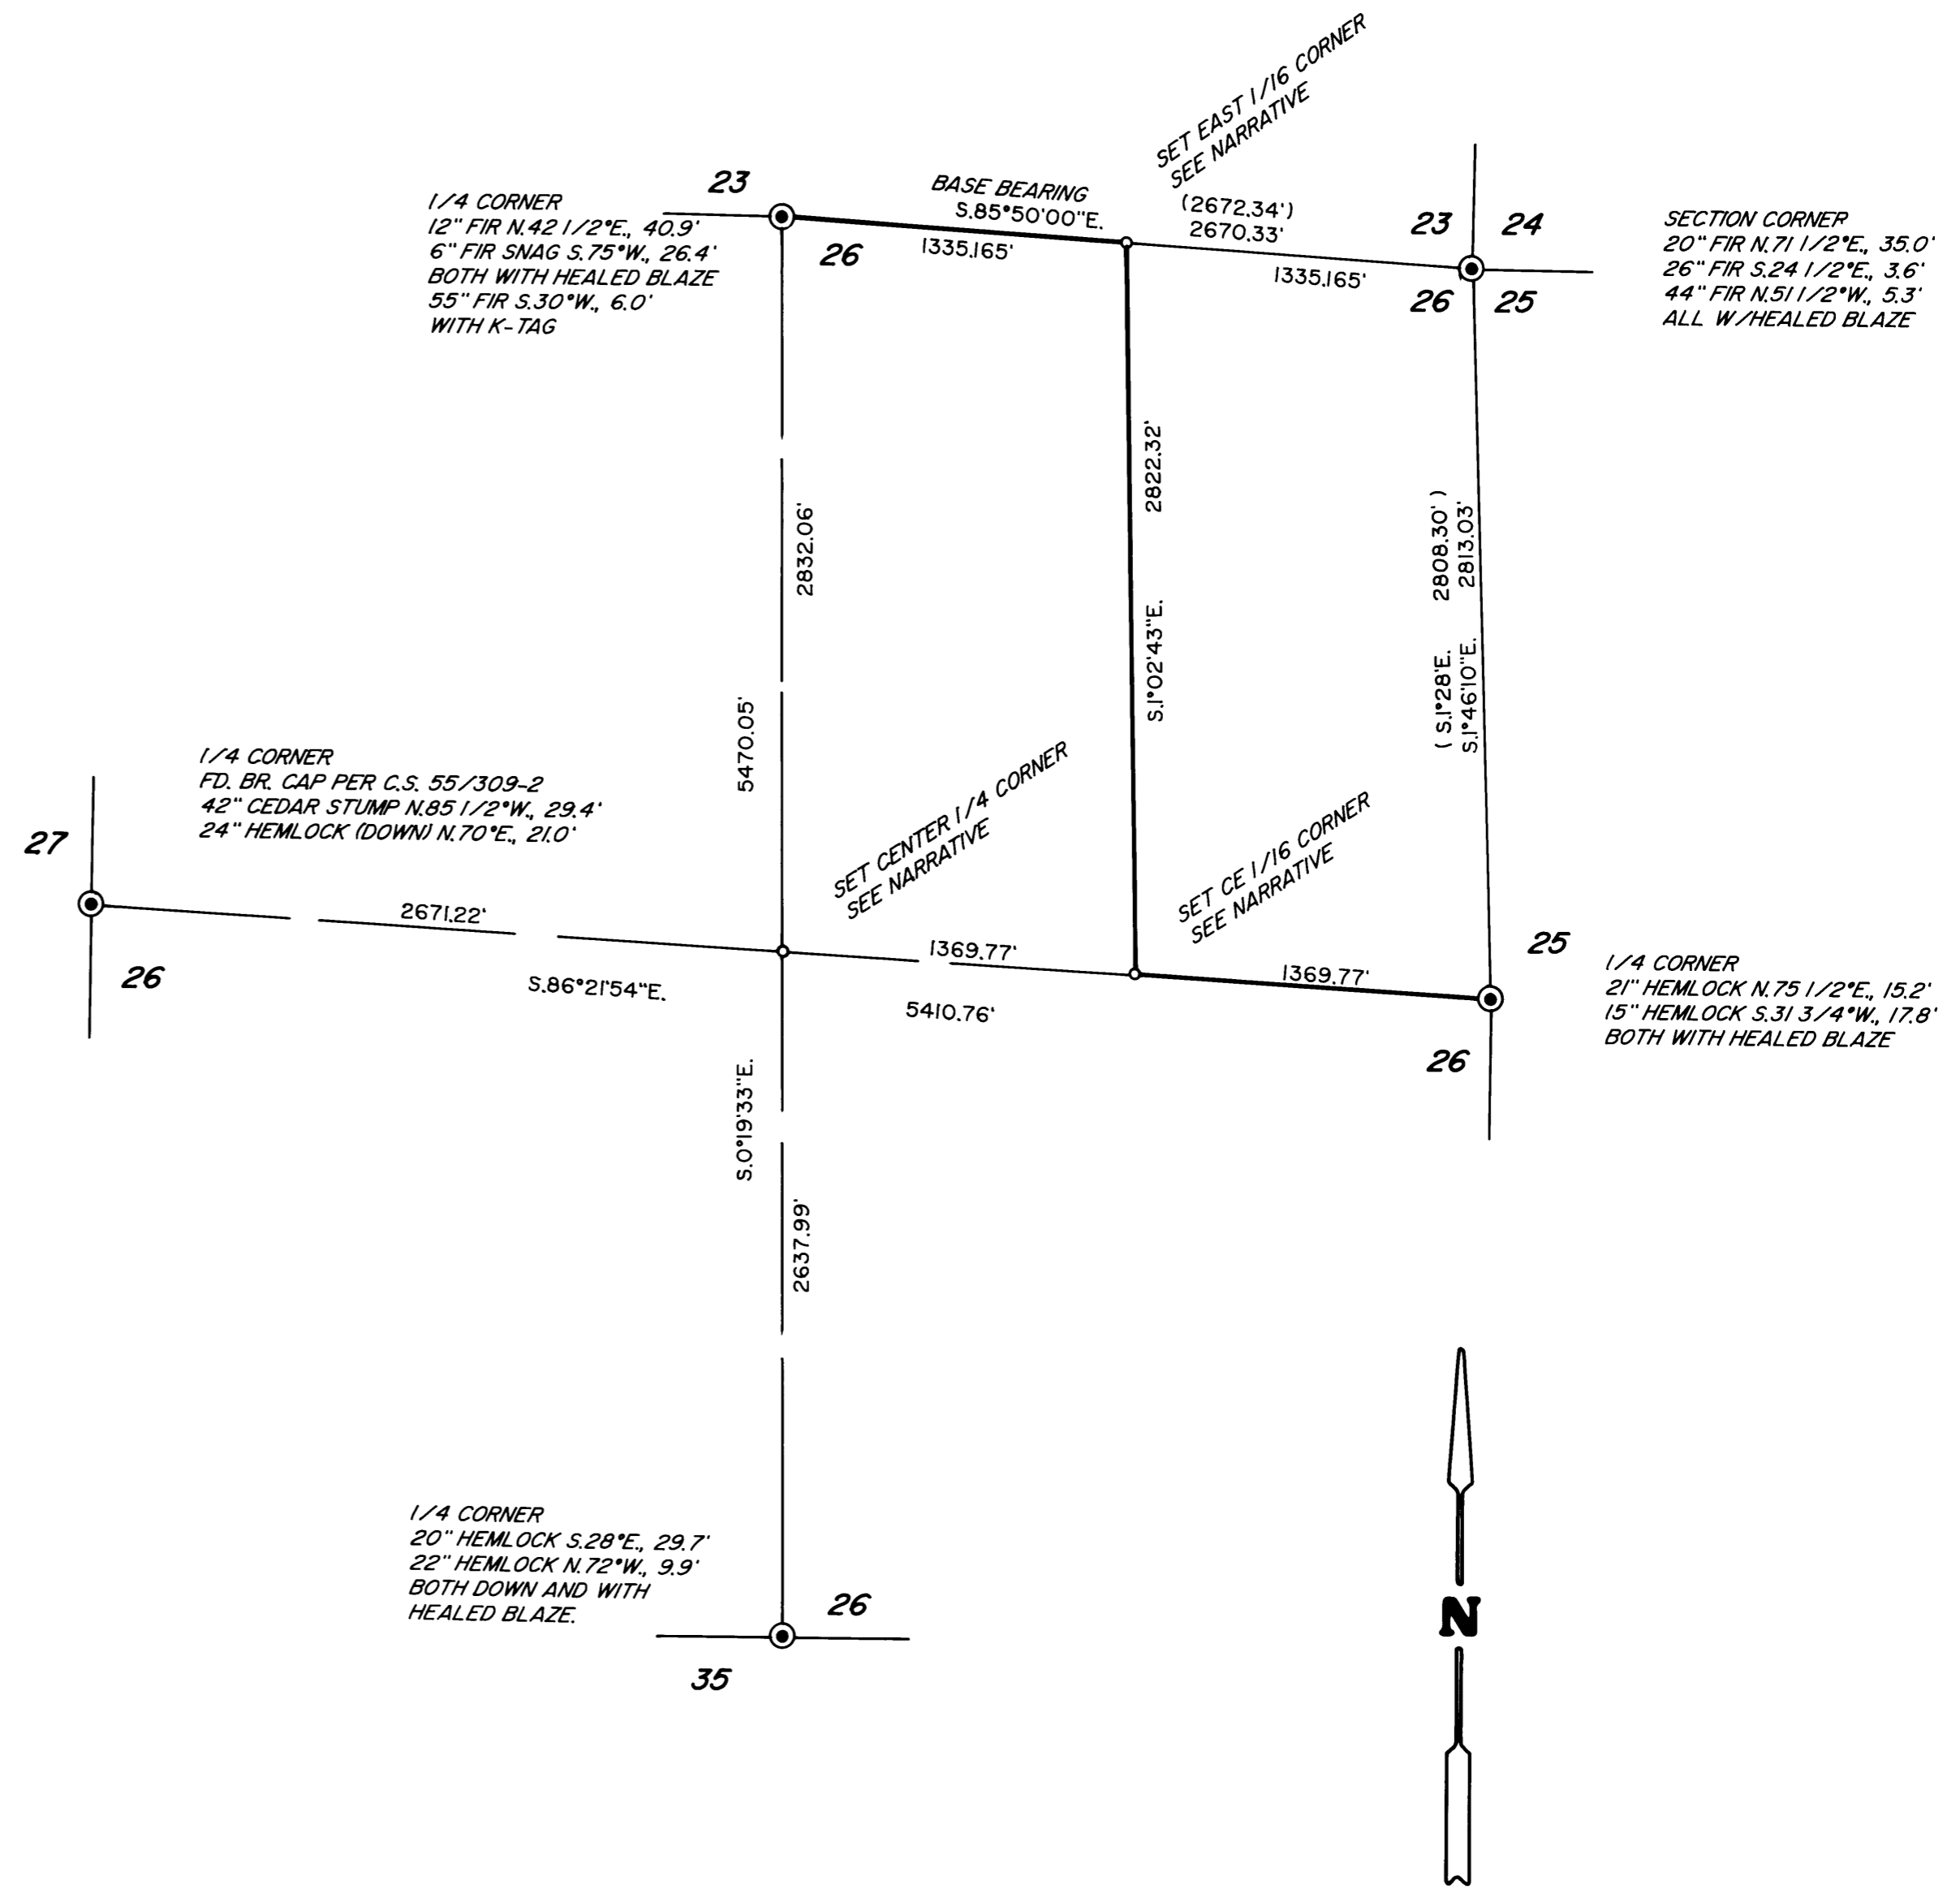 SET EAST 1/16 CORNER
SEE NARRATIVE
23
1/4 CORNER
12" FIR N.42 1/2°E., 40.9'
6" FIR SNAG S.75°W., 26.4'
BOTH WITH HEALED BLAZE
55" FIR S.30°W., 6.0'
WITH K-TAG
26
BASE BEARING
S.85°50'00"E.
1335.165'
(2672.34')
2670.33'
1335.165'
23
24
26
25
SECTION CORNER
20" FIR N.71 1/2°E., 35.0'
26" FIR S.24 1/2°E., 3.6'
44" FIR N.51 1/2°W., 5.3'
ALL W/HEALED BLAZE
2832.06'
5470.05'
2822.32'
S.1°02'43"E.
( S.1°28'E. 2808.30' )
S.1°46'10"E. 2813.03'
1/4 CORNER
FD. BR. CAP PER C.S. 55/309-2
42" CEDAR STUMP N.85 1/2°W., 29.4'
24" HEMLOCK (DOWN) N.70°E., 21.0'
27
26
2671.22'
S.86°21'54"E.
SET CENTER 1/4 CORNER
SEE NARRATIVE
1369.77'
5410.76'
SET CE 1/16 CORNER
SEE NARRATIVE
1369.77'
25
26
1/4 CORNER
21" HEMLOCK N.75 1/2°E., 15.2'
15" HEMLOCK S.31 3/4°W., 17.8'
BOTH WITH HEALED BLAZE
S.0°19'33"E.
2637.99'
1/4 CORNER
20" HEMLOCK S.28°E., 29.7'
22" HEMLOCK N.72°W., 9.9'
BOTH DOWN AND WITH
HEALED BLAZE.
26
35
N